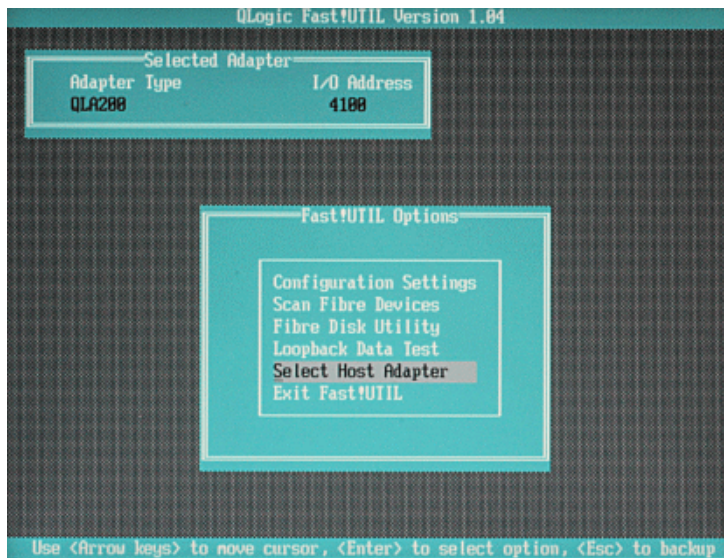 QLogic Fast!UTIL Version 1.04
Selected Adapter
Adapter Type I/O Address
QLA200 4100
Fast!UTIL Options
Configuration Settings
Scan Fibre Devices
Fibre Disk Utility
Loopback Data Test
Select Host Adapter
Exit Fast!UTIL
Use <Arrow keys> to move cursor, <Enter> to select option, <Esc> to backup